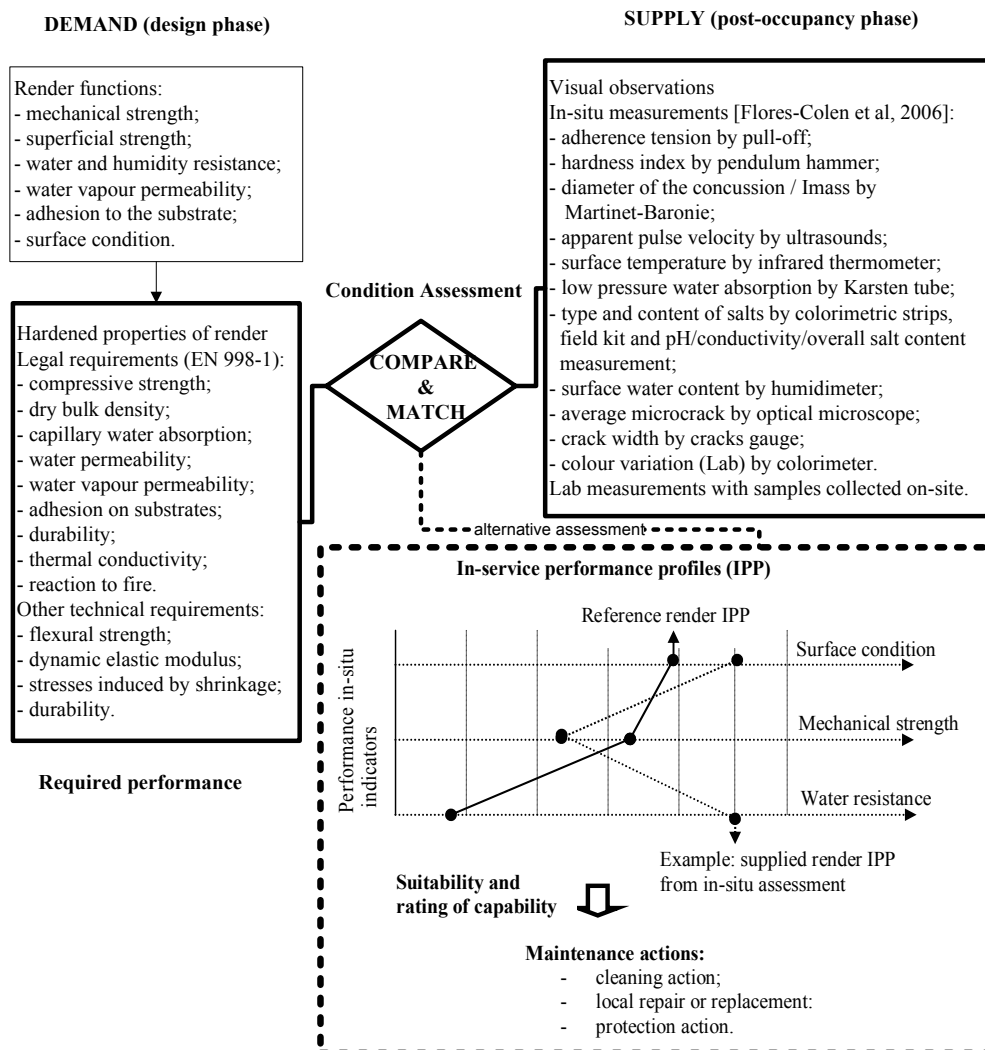 DEMAND (design phase)
Render functions:
- mechanical strength;
- superficial strength;
- water and humidity resistance;
- water vapour permeability;
- adhesion to the substrate;
- surface condition.
Hardened properties of render
Legal requirements (EN 998-1):
- compressive strength;
- dry bulk density;
- capillary water absorption;
- water permeability;
- water vapour permeability;
- adhesion on substrates;
- durability;
- thermal conductivity;
- reaction to fire.
Other technical requirements:
- flexural strength;
- dynamic elastic modulus;
- stresses induced by shrinkage;
- durability.
Required performance
Condition Assessment
COMPARE
&
MATCH
SUPPLY (post-occupancy phase)
Visual observations
In-situ measurements [Flores-Colen et al, 2006]:
- adherence tension by pull-off;
- hardness index by pendulum hammer;
- diameter of the concussion / Imass by
Martinet-Baronie;
- apparent pulse velocity by ultrasounds;
- surface temperature by infrared thermometer;
- low pressure water absorption by Karsten tube;
- type and content of salts by colorimetric strips,
field kit and pH/conductivity/overall salt content
measurement;
- surface water content by humidimeter;
- average microcrack by optical microscope;
- crack width by cracks gauge;
- colour variation (Lab) by colorimeter.
Lab measurements with samples collected on-site.
alternative assessment
In-service performance profiles (IPP)
Reference render IPP
Surface condition
Mechanical strength
Water resistance
Performance in-situ
indicators
Example: supplied render IPP
from in-situ assessment
Suitability and
rating of capability
Maintenance actions:
- cleaning action;
- local repair or replacement:
- protection action.